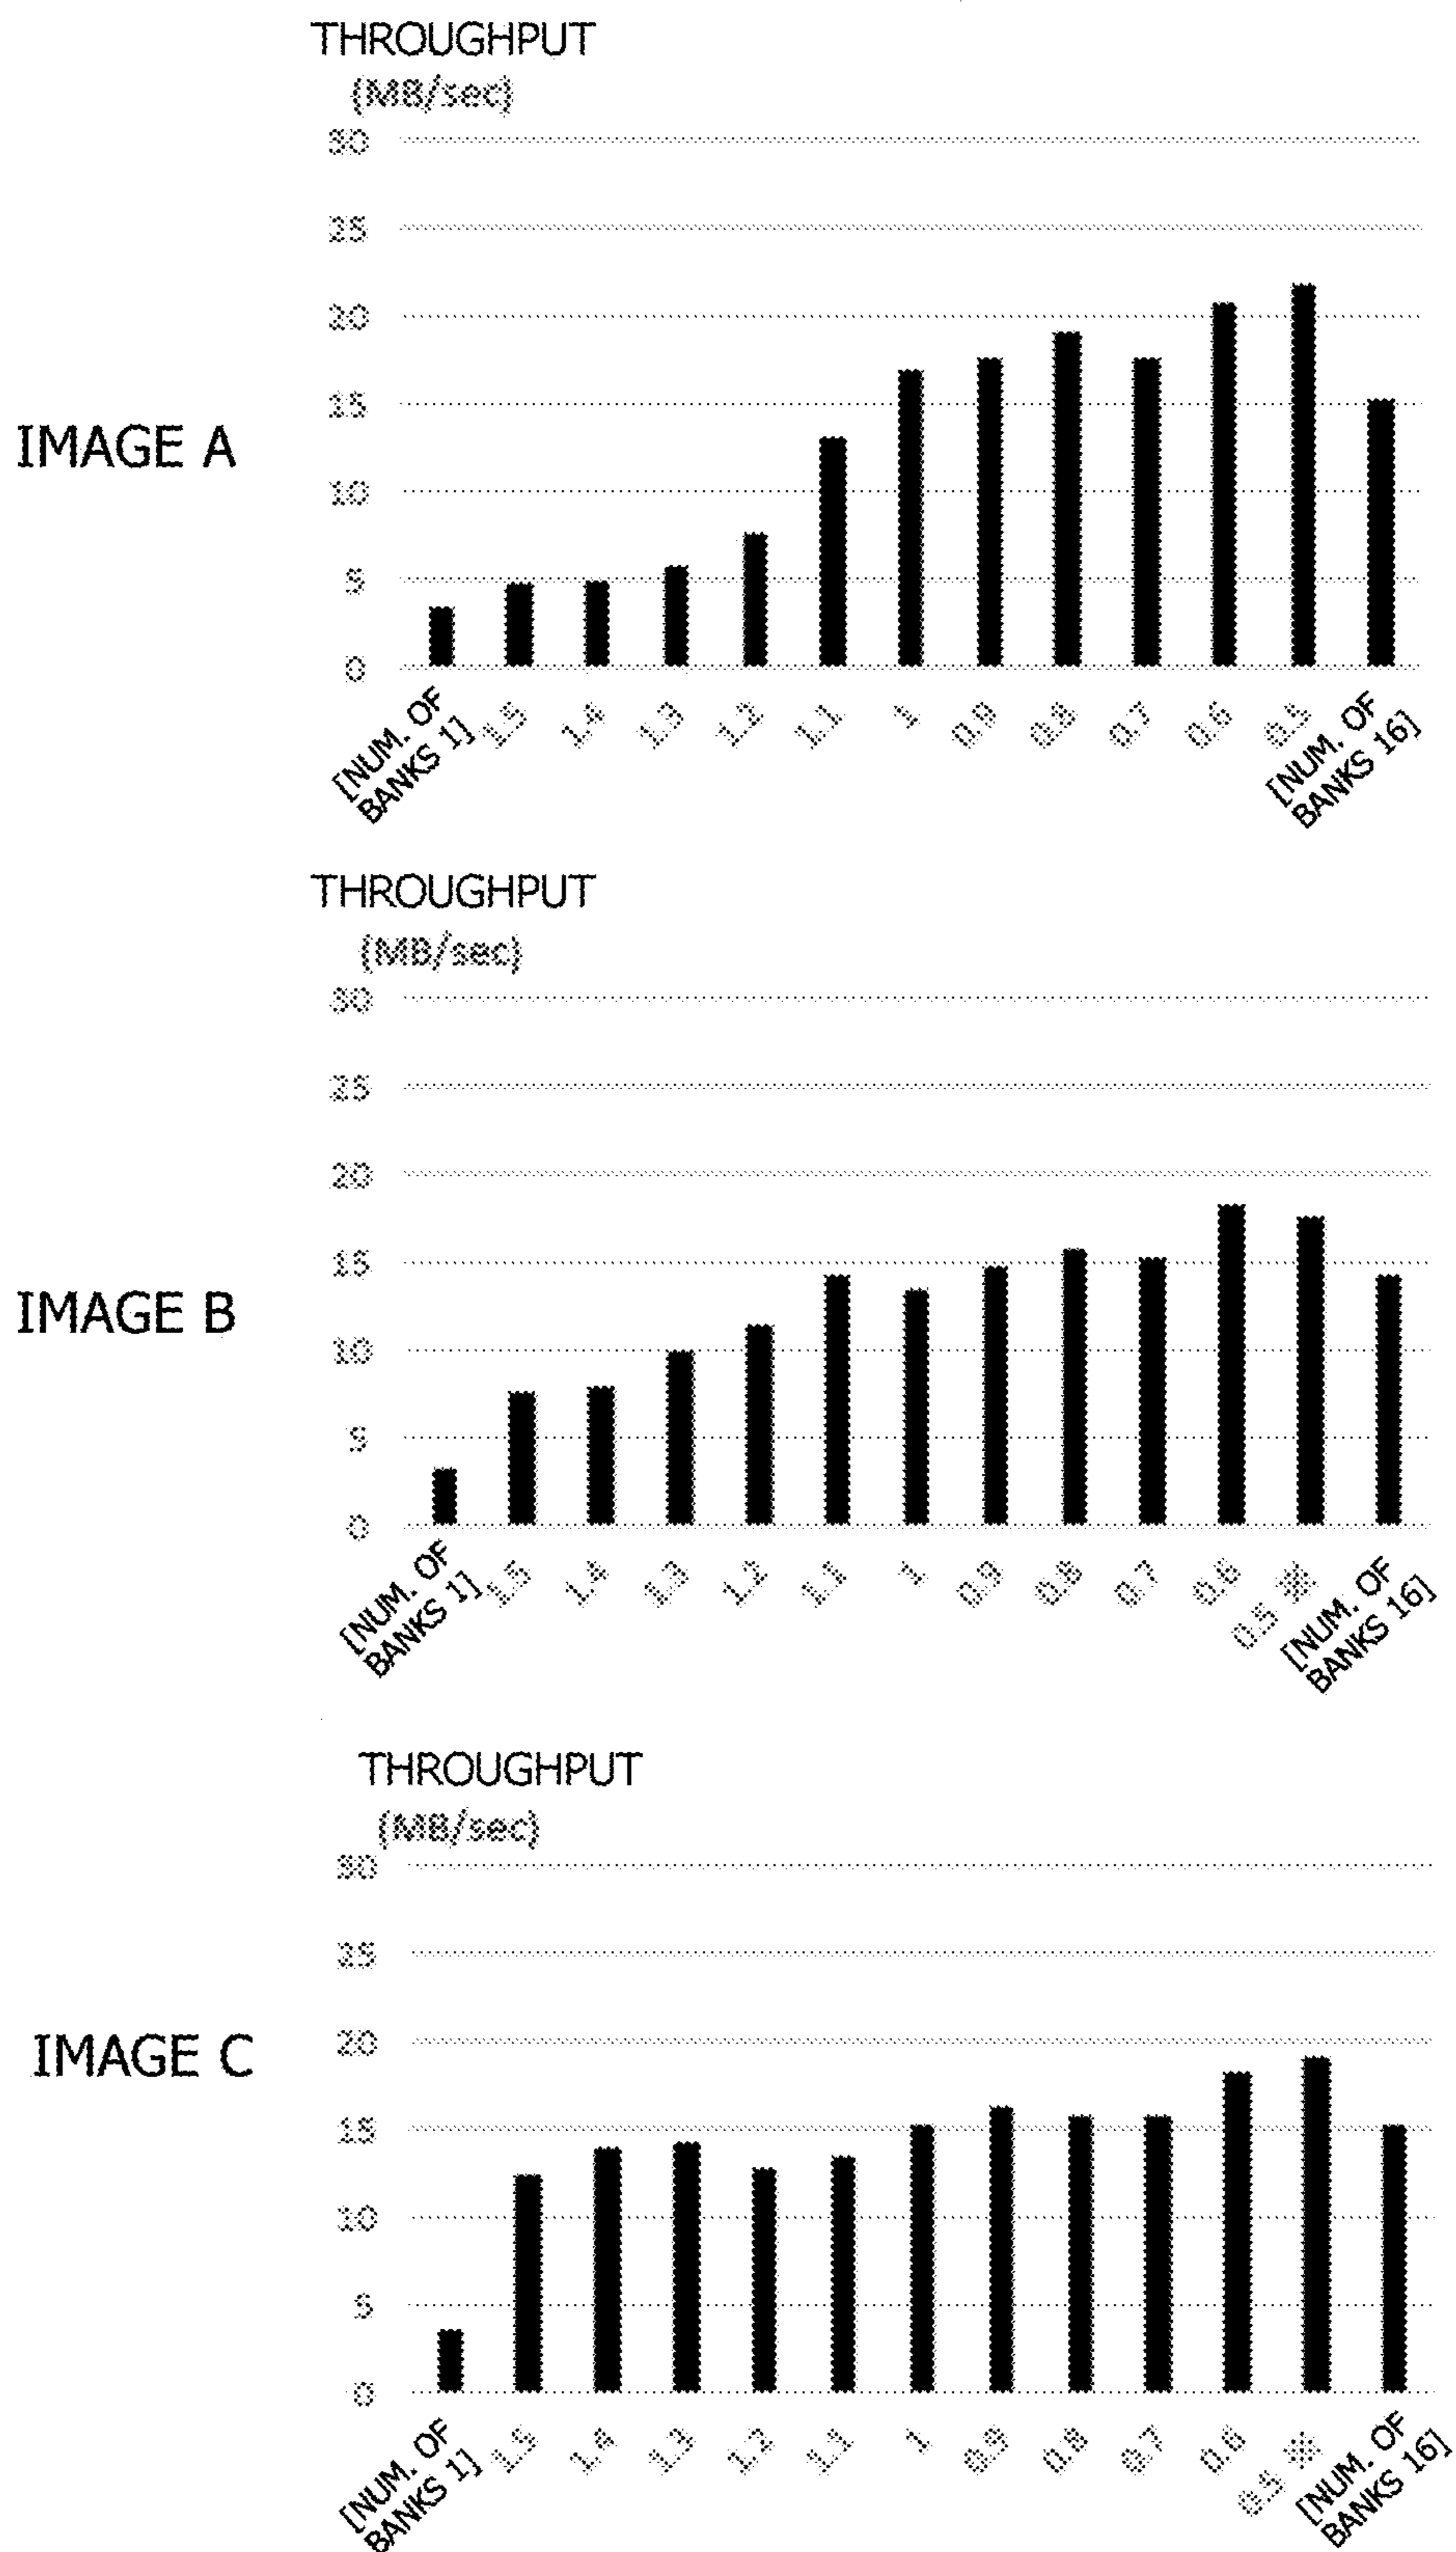 THROUGHPUT
(MB/sec)
30
25
20
15
10
5
0
IMAGE A
[NUM. OF
BANKS 1]
1.5
1.4
1.3
1.2
1.1
1
0.9
0.8
0.7
0.6
0.5
[NUM. OF
BANKS 16]
THROUGHPUT
(MB/sec)
30
25
20
15
10
5
0
IMAGE B
[NUM. OF
BANKS 1]
1.5
1.4
1.3
1.2
1.1
1
0.9
0.8
0.7
0.6
0.5 ※
[NUM. OF
BANKS 16]
THROUGHPUT
(MB/sec)
30
25
20
15
10
5
0
IMAGE C
[NUM. OF
BANKS 1]
1.5
1.4
1.3
1.2
1.1
1
0.9
0.8
0.7
0.6
0.5 ※
[NUM. OF
BANKS 16]